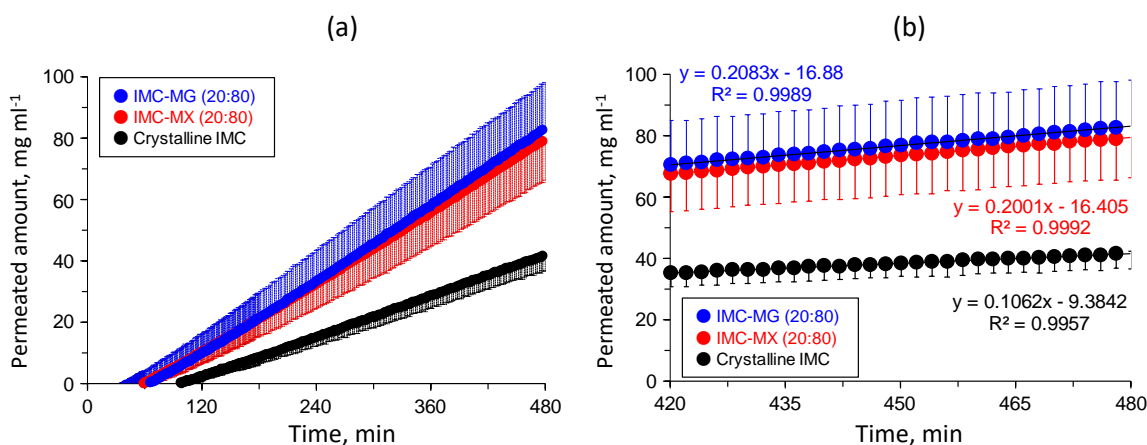 (a)
Permeated amount, mg ml⁻¹
100
80
60
40
20
0
IMC-MG (20:80)
IMC-MX (20:80)
Crystalline IMC
0 120 240 360 480
Time, min
(b)
Permeated amount, mg ml⁻¹
100
80
60
40
20
0
y = 0.2083x - 16.88
R² = 0.9989
y = 0.2001x - 16.405
R² = 0.9992
y = 0.1062x - 9.3842
R² = 0.9957
IMC-MG (20:80)
IMC-MX (20:80)
Crystalline IMC
420 435 450 465 480
Time, min